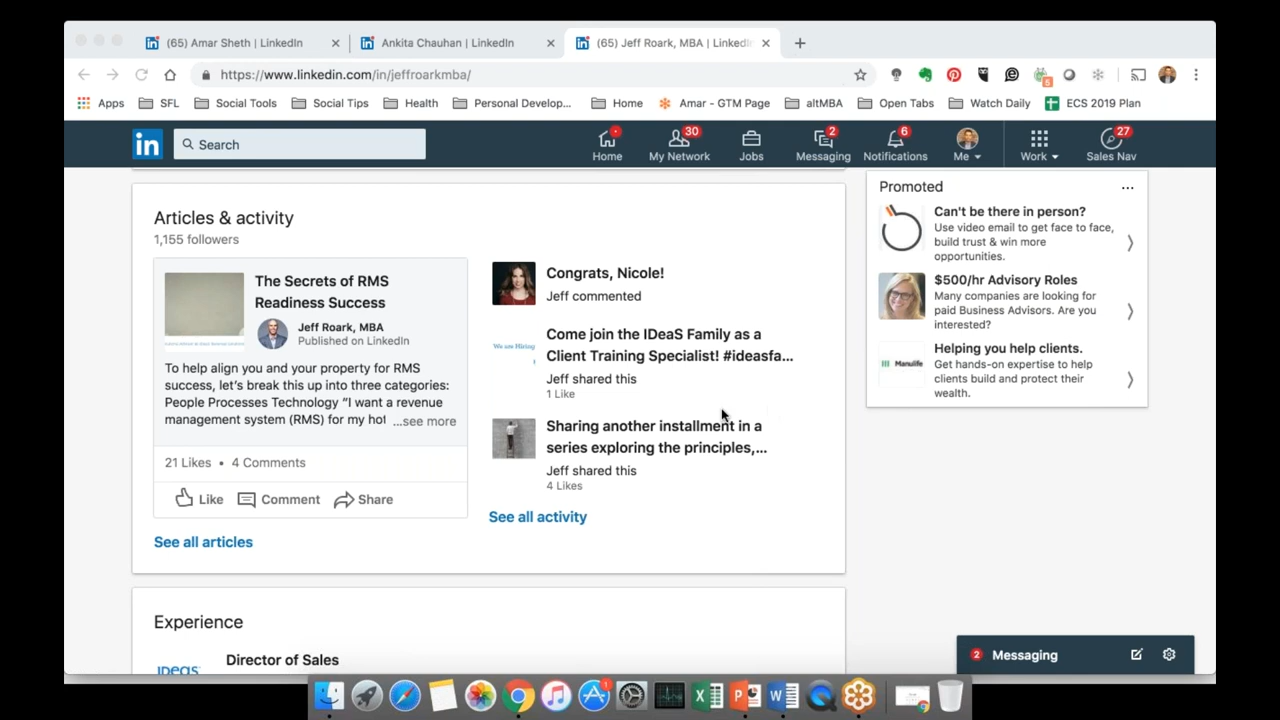 (65) Amar Sheth | LinkedIn
Ankita Chauhan | LinkedIn
(65) Jeff Roark, MBA | Linked
https://www.linkedin.com/in/jeffroarkmba/
5
Apps
SFL
Social Tools
Social Tips
Health
Personal Develop...
Home
Amar - GTM Page
altMBA
Open Tabs
Watch Daily
ECS 2019 Plan
in
Search
Home
30
My Network
Jobs
2
Messaging
6
Notifications
Me
Work
27
Sales Nav
Articles & activity
1,155 followers
The Secrets of RMS
Readiness Success
Jeff Roark, MBA
Published on LinkedIn
To help align you and your property for RMS
success, let's break this up into three categories:
People Processes Technology "I want a revenue
management system (RMS) for my hot ...see more
21 Likes • 4 Comments
Like
Comment
Share
See all articles
Congrats, Nicole!
Jeff commented
We are Hiring
Come join the IDeaS Family as a
Client Training Specialist! #ideasfa...
Jeff shared this
1 Like
Sharing another installment in a
series exploring the principles,...
Jeff shared this
4 Likes
See all activity
Promoted
Can't be there in person?
Use video email to get face to face,
build trust & win more
opportunities.
$500/hr Advisory Roles
Many companies are looking for
paid Business Advisors. Are you
interested?
Manulife
Helping you help clients.
Get hands-on expertise to help
clients build and protect their
wealth.
Experience
IDeaS
Director of Sales
2
Messaging
1